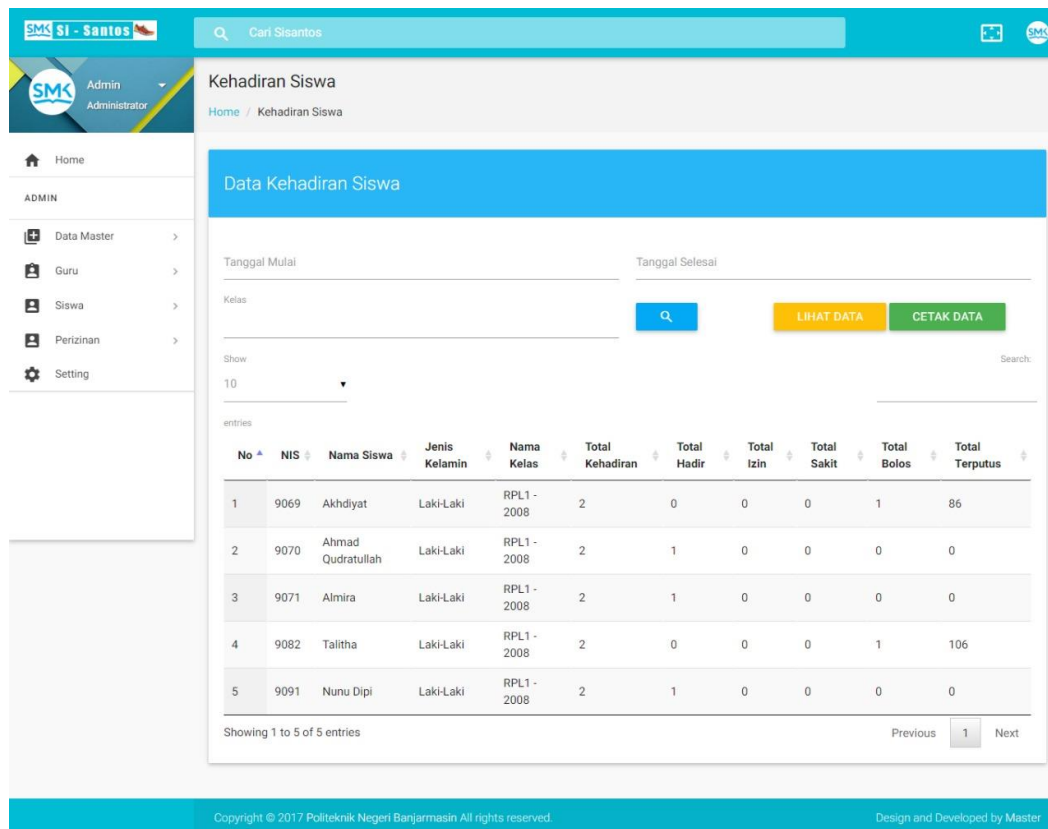 SMK Si - Santos
Cari Sisantos
SMK
SMK
Admin
Administrator
Home
ADMIN
Data Master
Guru
Siswa
Perizinan
Setting
Kehadiran Siswa
Home / Kehadiran Siswa
Data Kehadiran Siswa
Tanggal Mulai Tanggal Selesai
Kelas
LIHAT DATA CETAK DATA
Show Search:
10
entries
No NIS Nama Siswa Jenis Kelamin Nama Kelas Total Kehadiran Total Hadir Total Izin Total Sakit Total Bolos Total Terputus
1 9069 Akhdiyat Laki-Laki RPL1 - 2008 2 0 0 0 1 86
2 9070 Ahmad Qudratullah Laki-Laki RPL1 - 2008 2 1 0 0 0 0
3 9071 Almira Laki-Laki RPL1 - 2008 2 1 0 0 0 0
4 9082 Talitha Laki-Laki RPL1 - 2008 2 0 0 0 1 106
5 9091 Nunu Dipi Laki-Laki RPL1 - 2008 2 1 0 0 0 0
Showing 1 to 5 of 5 entries Previous 1 Next
Copyright © 2017 Politeknik Negeri Banjarmasin All rights reserved. Design and Developed by Master